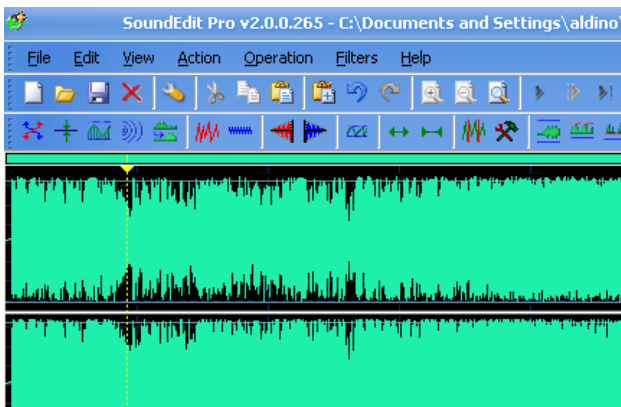 SoundEdit Pro v2.0.0.265 - C:\Documents and Settings\aldino\
File Edit View Action Operation Filters Help